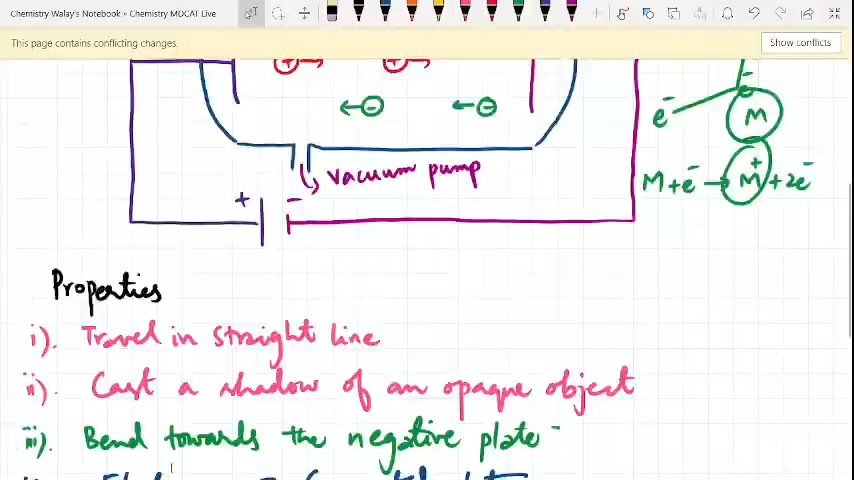 Chemistry Walay's Notebook » Chemistry MDCAT Live
This page contains conflicting changes.
Show conflicts
+ +
- -
e⁻
M
vacuum pump
M + e⁻ → M⁺ + 2e⁻
+ -
Properties
i). Travel in straight line
ii). Cast a shadow of an opaque object
iii). Bend towards the negative plate -